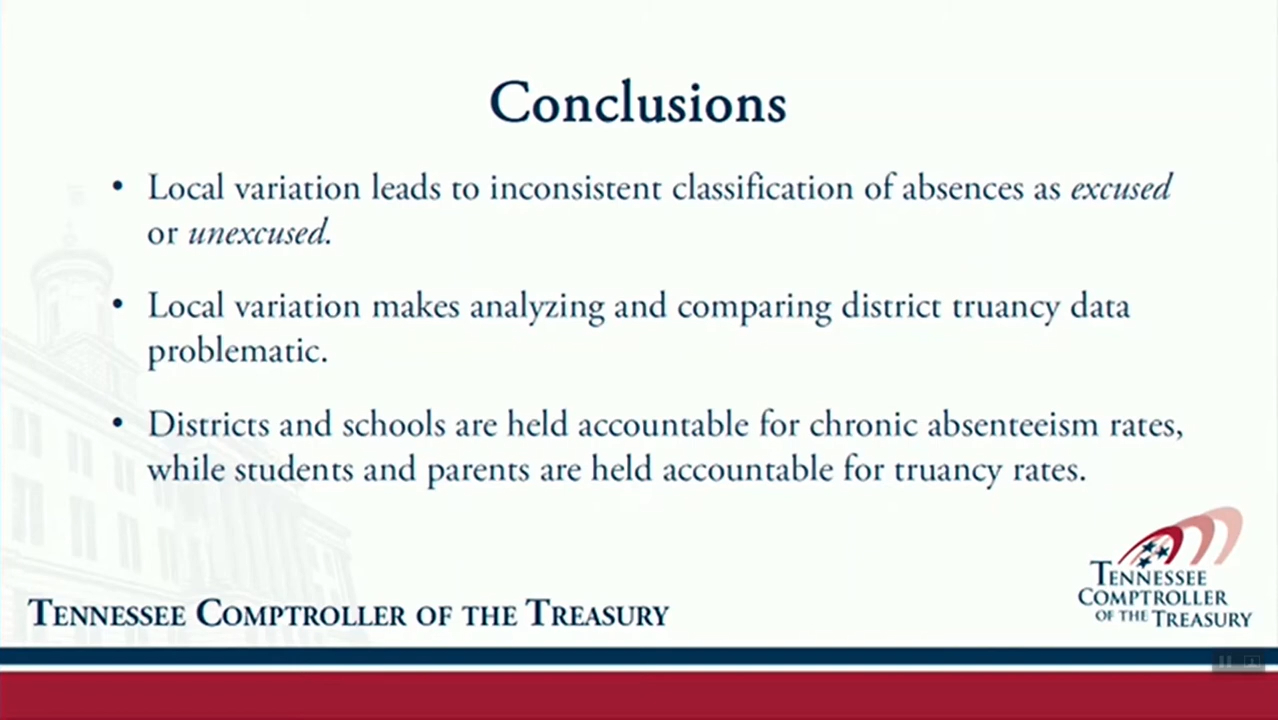 Conclusions
• Local variation leads to inconsistent classification of absences as excused
or unexcused.
• Local variation makes analyzing and comparing district truancy data
problematic.
• Districts and schools are held accountable for chronic absenteeism rates,
while students and parents are held accountable for truancy rates.
TENNESSEE
COMPTROLLER
OF THE TREASURY
TENNESSEE COMPTROLLER OF THE TREASURY